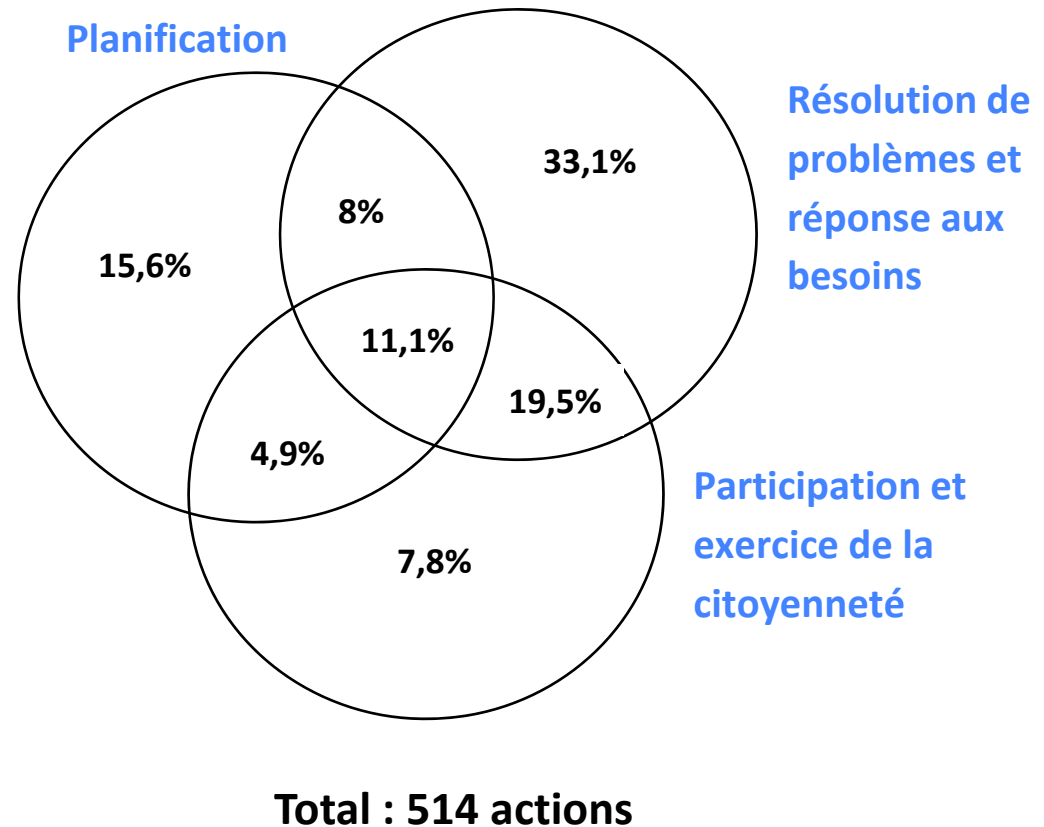 Planification
Résolution de
problèmes et
réponse aux
besoins
33,1%
8%
15,6%
11,1%
19,5%
4,9%
Participation et
exercice de la
citoyenneté
7,8%
Total : 514 actions